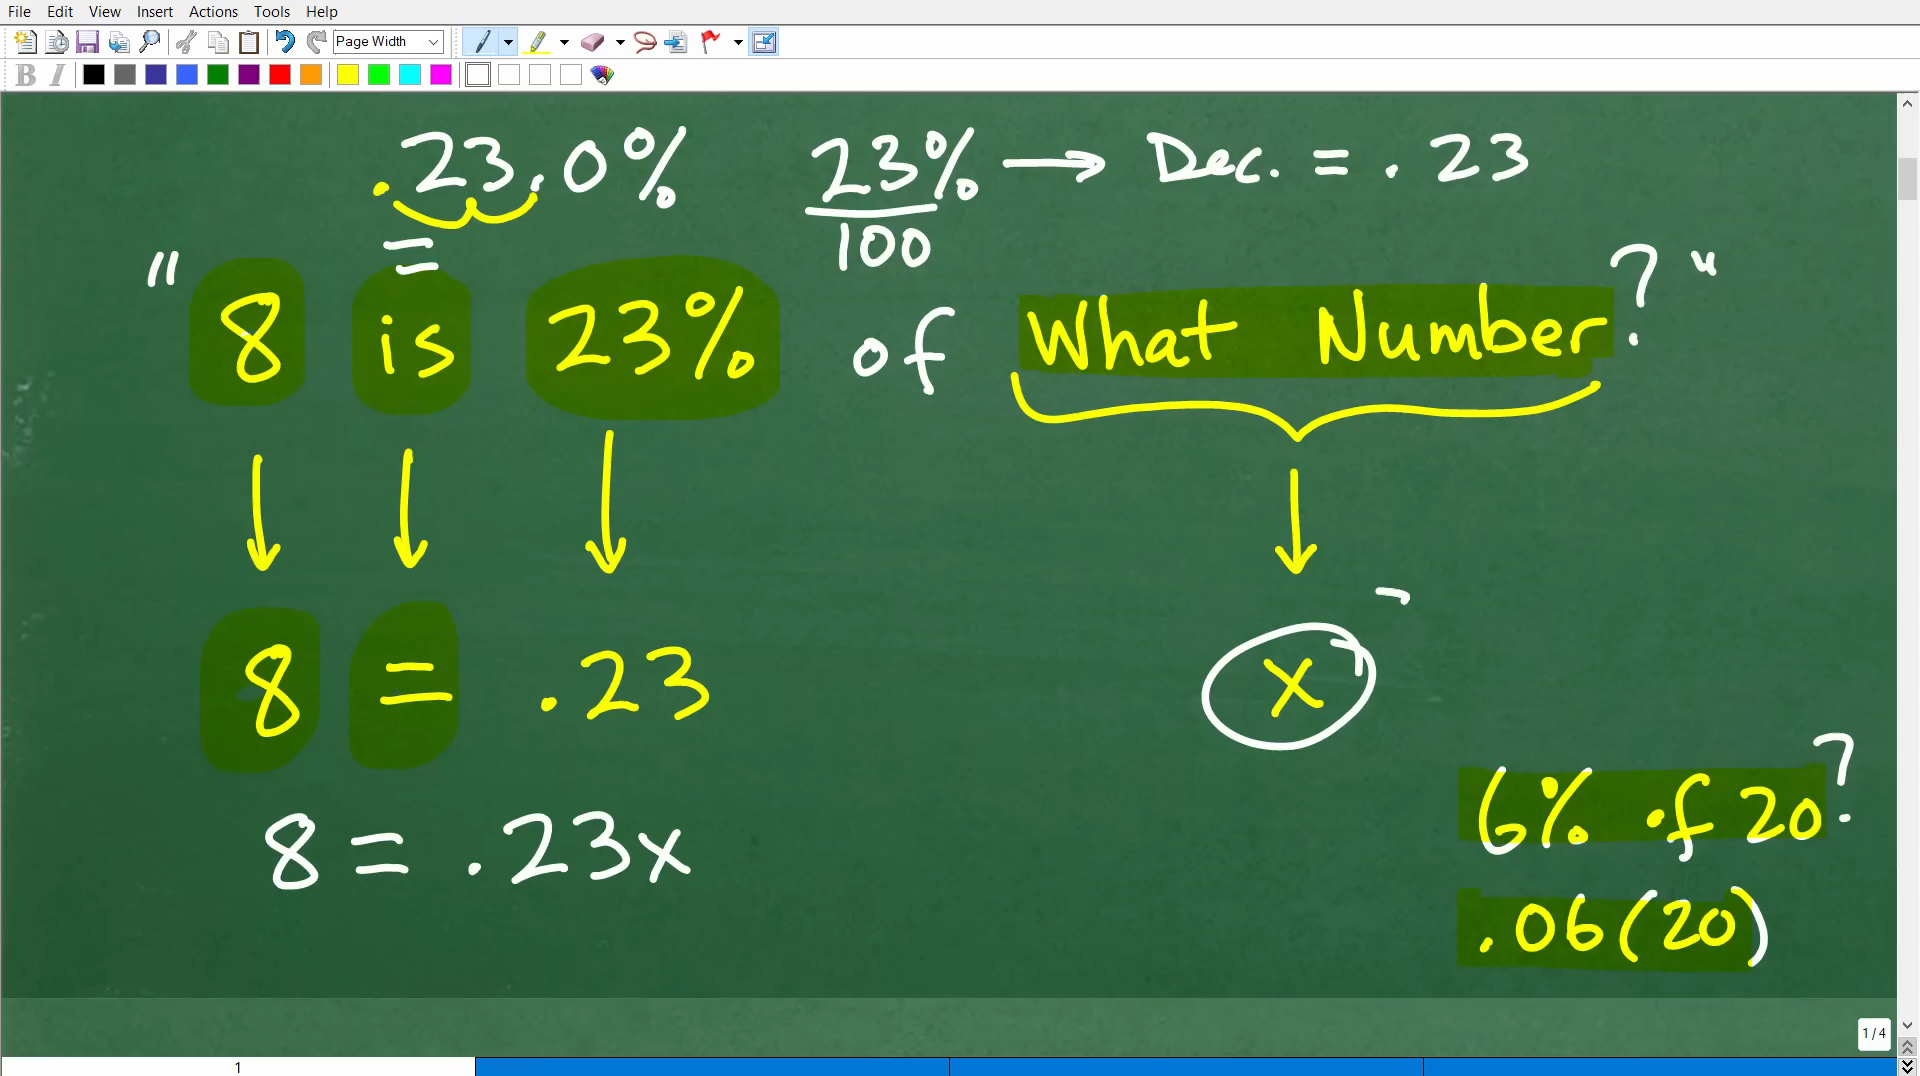 File Edit View Insert Actions Tools Help
Page Width
B I
.23.0% 23% → Dec. = .23
100
=
" 8 is 23% of What Number ? "
8 = .23 x
8 = .23x
6% of 20 ?
.06(20)
1 / 4
1